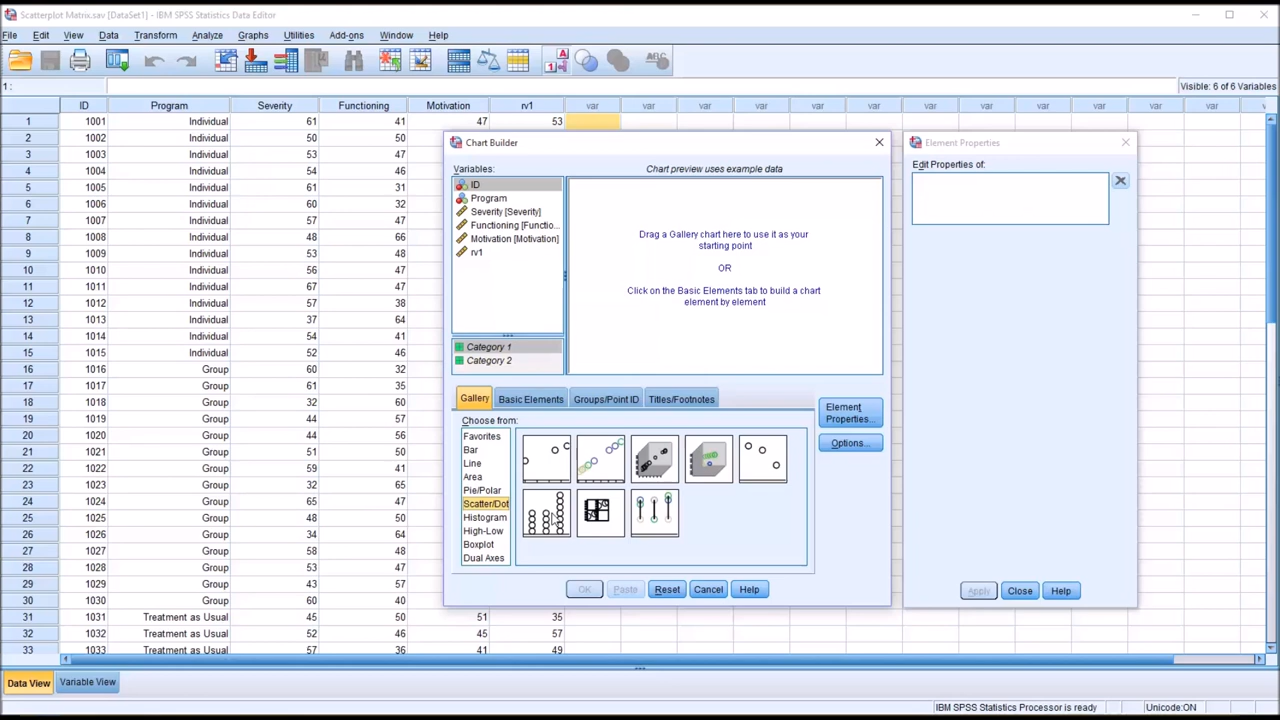 Scatterplot Matrix.sav [DataSet1] - IBM SPSS Statistics Data Editor
File Edit View Data Transform Analyze Graphs Utilities Add-ons Window Help
1 :
Visible: 6 of 6 Variables
ID Program Severity Functioning Motivation rv1 var var var var var var var var var var var var
1 1001 Individual 61 41 47 53
2 1002 Individual 50 50
3 1003 Individual 53 47
4 1004 Individual 54 46
5 1005 Individual 61 31
6 1006 Individual 60 32
7 1007 Individual 57 47
8 1008 Individual 48 66
9 1009 Individual 53 48
10 1010 Individual 56 47
11 1011 Individual 57 47
12 1012 Individual 57 38
13 1013 Individual 37 64
14 1014 Individual 54 41
15 1015 Individual 52 46
16 1016 Group 60 32
17 1017 Group 61 35
18 1018 Group 32 60
19 1019 Group 44 57
20 1020 Group 44 56
21 1021 Group 51 50
22 1022 Group 59 41
23 1023 Group 32 65
24 1024 Group 65 47
25 1025 Group 48 50
26 1026 Group 34 64
27 1027 Group 58 48
28 1028 Group 51 43
29 1029 Group 43 57
30 1030 Group 60 40
31 1031 Treatment as Usual 45 50 51 35
32 1032 Treatment as Usual 52 46 45 57
33 1033 Treatment as Usual 57 36 41 49
Chart Builder
Variables:
ID
Program
Severity [Severity]
Functioning [Functio...
Motivation [Motivation]
rv1
Category 1
Category 2
Chart preview uses example data
Drag a Gallery chart here to use it as your
starting point
OR
Click on the Basic Elements tab to build a chart
element by element
Gallery Basic Elements Groups/Point ID Titles/Footnotes
Choose from:
Favorites
Bar
Line
Area
Pie/Polar
Scatter/Dot
Histogram
High-Low
Boxplot
Dual Axes
Element
Properties...
Options...
OK Paste Reset Cancel Help
Element Properties
Edit Properties of:
Apply Close Help
Data View Variable View
IBM SPSS Statistics Processor is ready
Unicode:ON